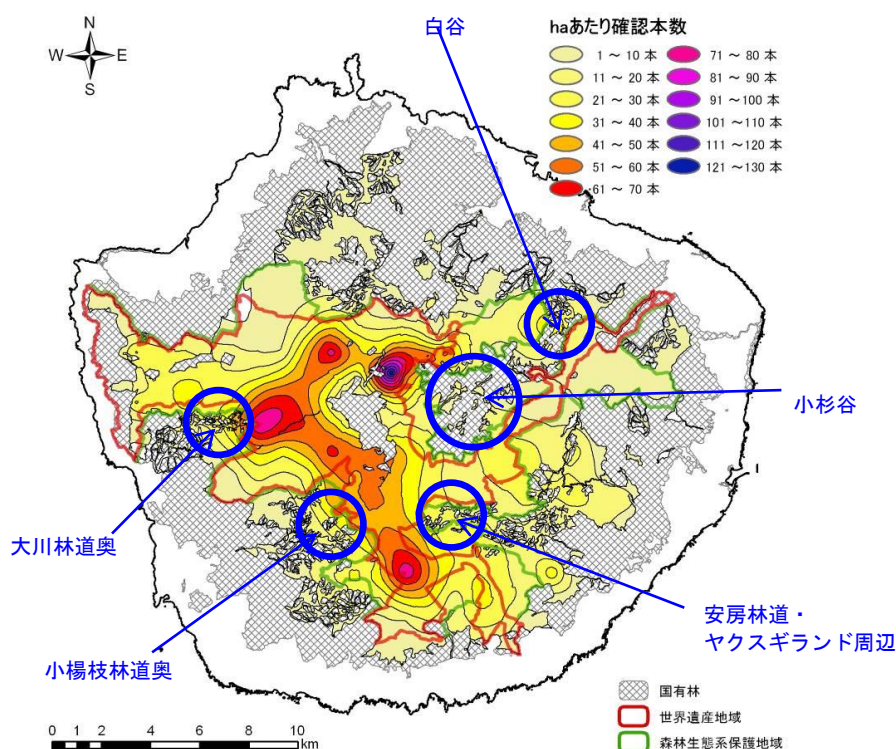 白谷
haあたり確認本数
N
W E
S
1 ～ 10 本
11 ～ 20 本
21 ～ 30 本
31 ～ 40 本
41 ～ 50 本
51 ～ 60 本
61 ～ 70 本
71 ～ 80 本
81 ～ 90 本
91 ～100 本
101 ～110 本
111 ～120 本
121 ～130 本
小杉谷
大川林道奥
小楊枝林道奥
安房林道・
ヤクスギランド周辺
国有林
世界遺産地域
森林生態系保護地域
0 1 2 4 6 8 10
km